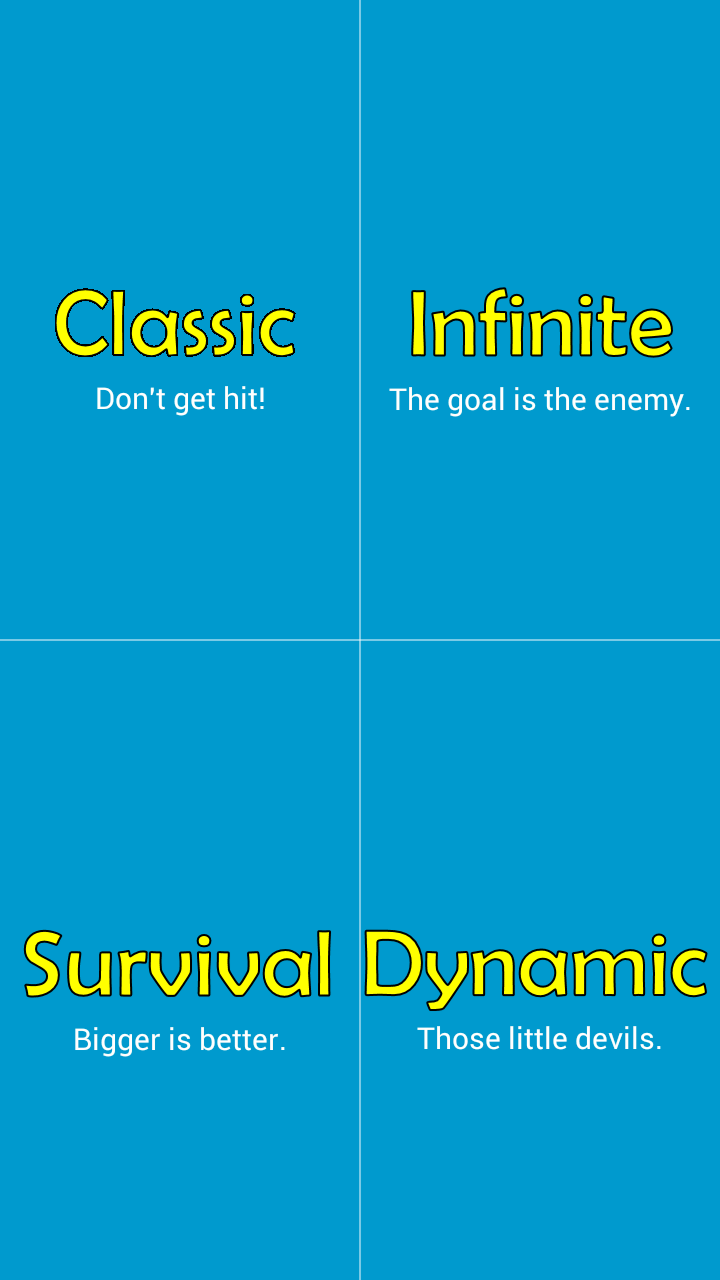 Classic
Don't get hit!
Infinite
The goal is the enemy.
Survival
Bigger is better.
Dynamic
Those little devils.